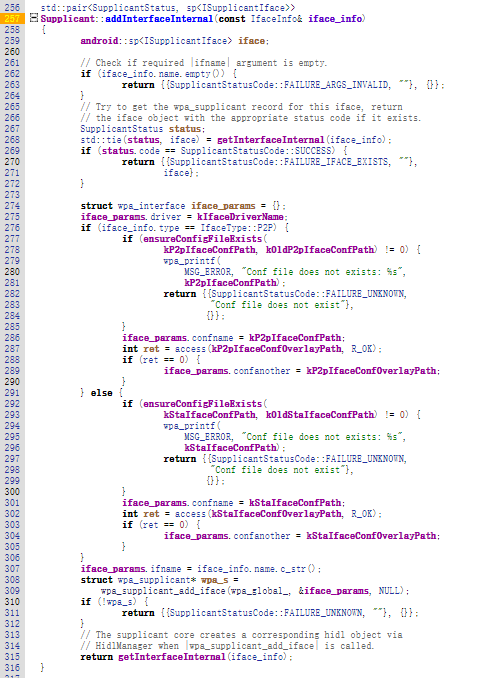 256 std::pair<SupplicantStatus, sp<ISupplicantIface>>
257 Supplicant::addInterfaceInternal(const IfaceInfo& iface_info)
258 {
259 android::sp<ISupplicantIface> iface;
260
261 // Check if required |ifname| argument is empty.
262 if (iface_info.name.empty()) {
263 return {{SupplicantStatusCode::FAILURE_ARGS_INVALID, ""}, {}};
264 }
265 // Try to get the wpa_supplicant record for this iface, return
266 // the iface object with the appropriate status code if it exists.
267 SupplicantStatus status;
268 std::tie(status, iface) = getInterfaceInternal(iface_info);
269 if (status.code == SupplicantStatusCode::SUCCESS) {
270 return {{SupplicantStatusCode::FAILURE_IFACE_EXISTS, ""},
271 iface};
272 }
273
274 struct wpa_interface iface_params = {};
275 iface_params.driver = kIfaceDriverName;
276 if (iface_info.type == IfaceType::P2P) {
277 if (ensureConfigFileExists(
278 kP2pIfaceConfPath, kOldP2pIfaceConfPath) != 0) {
279 wpa_printf(
280 MSG_ERROR, "Conf file does not exists: %s",
281 kP2pIfaceConfPath);
282 return {{SupplicantStatusCode::FAILURE_UNKNOWN,
283 "Conf file does not exist"},
284 {}};
285 }
286 iface_params.confname = kP2pIfaceConfPath;
287 int ret = access(kP2pIfaceConfOverlayPath, R_OK);
288 if (ret == 0) {
289 iface_params.confanother = kP2pIfaceConfOverlayPath;
290 }
291 } else {
292 if (ensureConfigFileExists(
293 kStaIfaceConfPath, kOldStaIfaceConfPath) != 0) {
294 wpa_printf(
295 MSG_ERROR, "Conf file does not exists: %s",
296 kStaIfaceConfPath);
297 return {{SupplicantStatusCode::FAILURE_UNKNOWN,
298 "Conf file does not exist"},
299 {}};
300 }
301 iface_params.confname = kStaIfaceConfPath;
302 int ret = access(kStaIfaceConfOverlayPath, R_OK);
303 if (ret == 0) {
304 iface_params.confanother = kStaIfaceConfOverlayPath;
305 }
306 }
307 iface_params.ifname = iface_info.name.c_str();
308 struct wpa_supplicant* wpa_s =
309 wpa_supplicant_add_iface(wpa_global_, &iface_params, NULL);
310 if (!wpa_s) {
311 return {{SupplicantStatusCode::FAILURE_UNKNOWN, ""}, {}};
312 }
313 // The supplicant core creates a corresponding hidl object via
314 // HidlManager when |wpa_supplicant_add_iface| is called.
315 return getInterfaceInternal(iface_info);
316 }